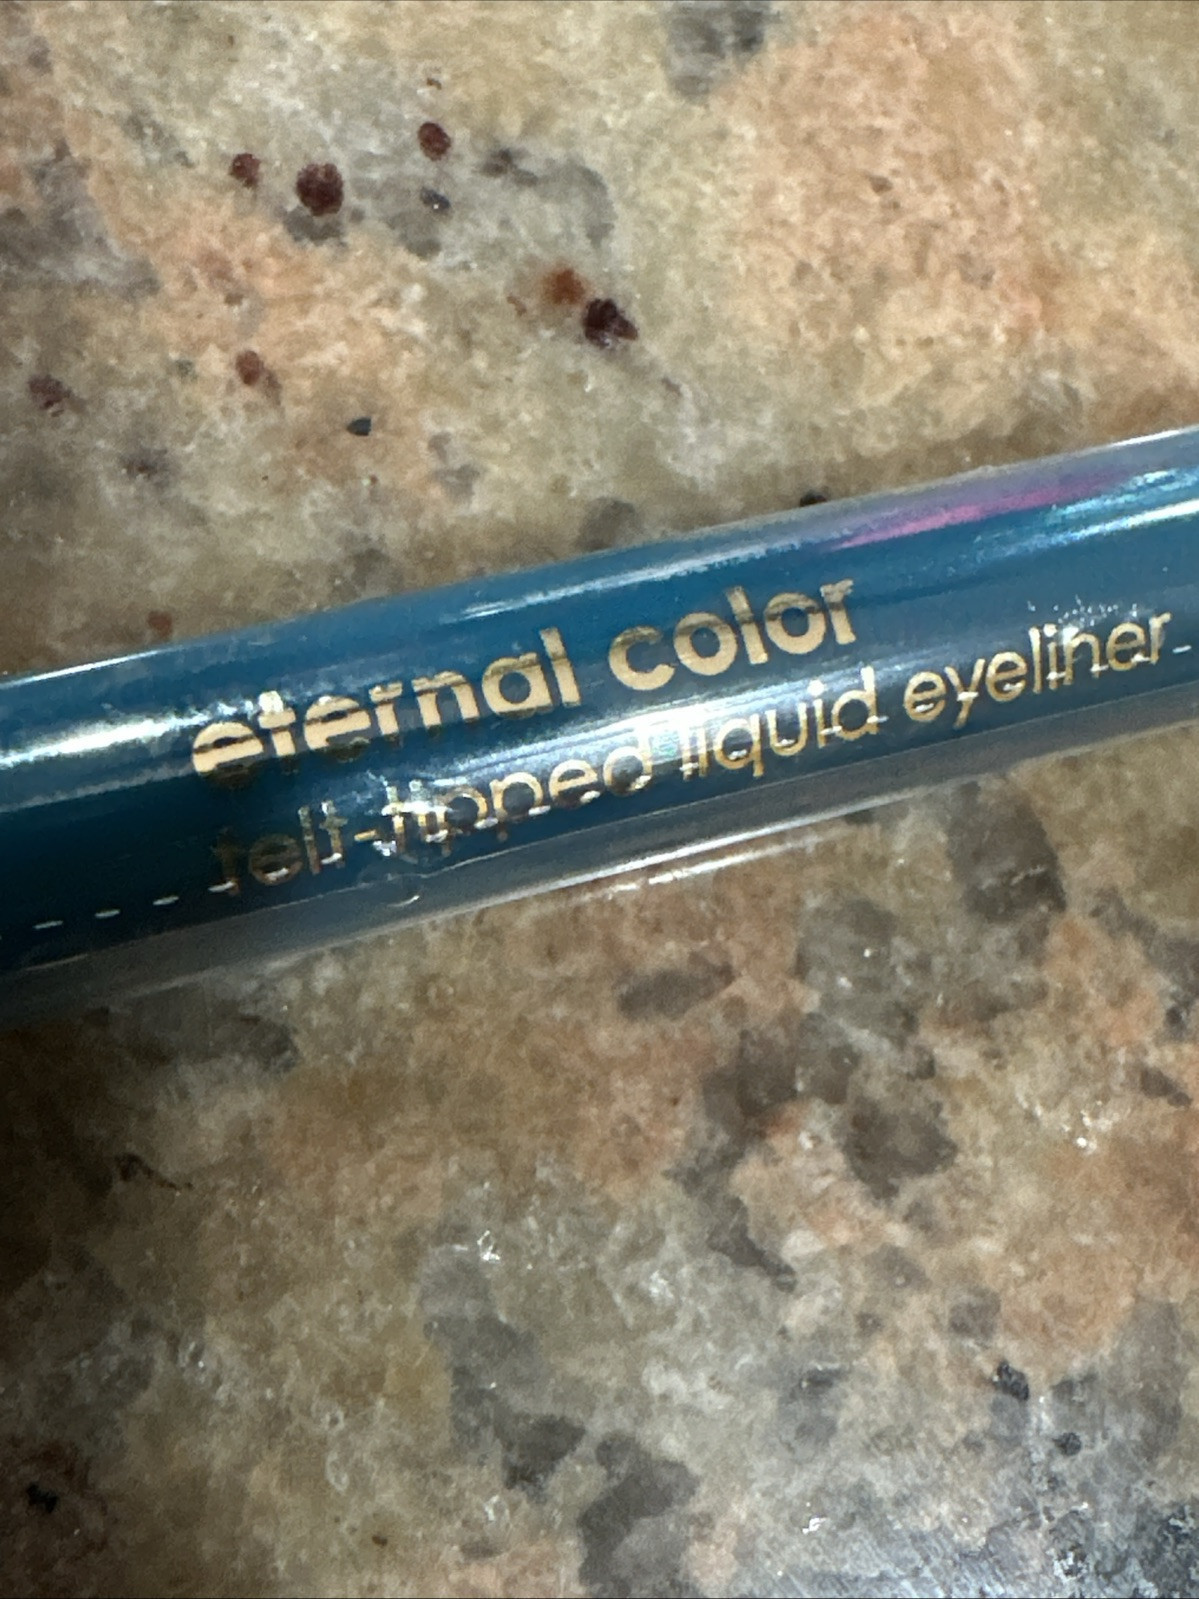 eternal color
felt-tipped liquid eyeliner